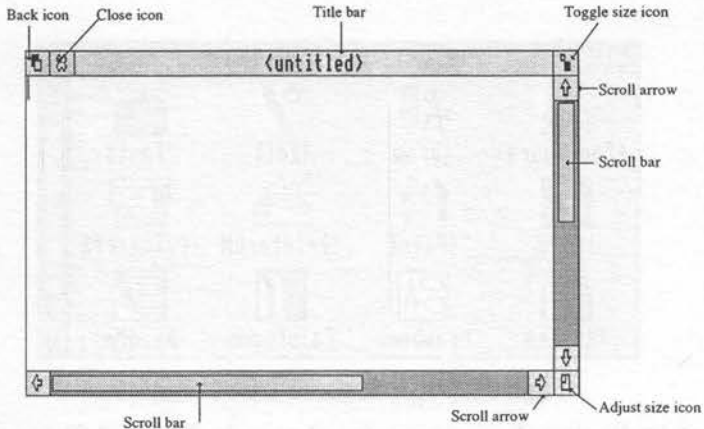 Back icon Close icon Title bar Toggle size icon
<untitled>
Scroll arrow
Scroll bar
Scroll bar
Scroll arrow
Adjust size icon